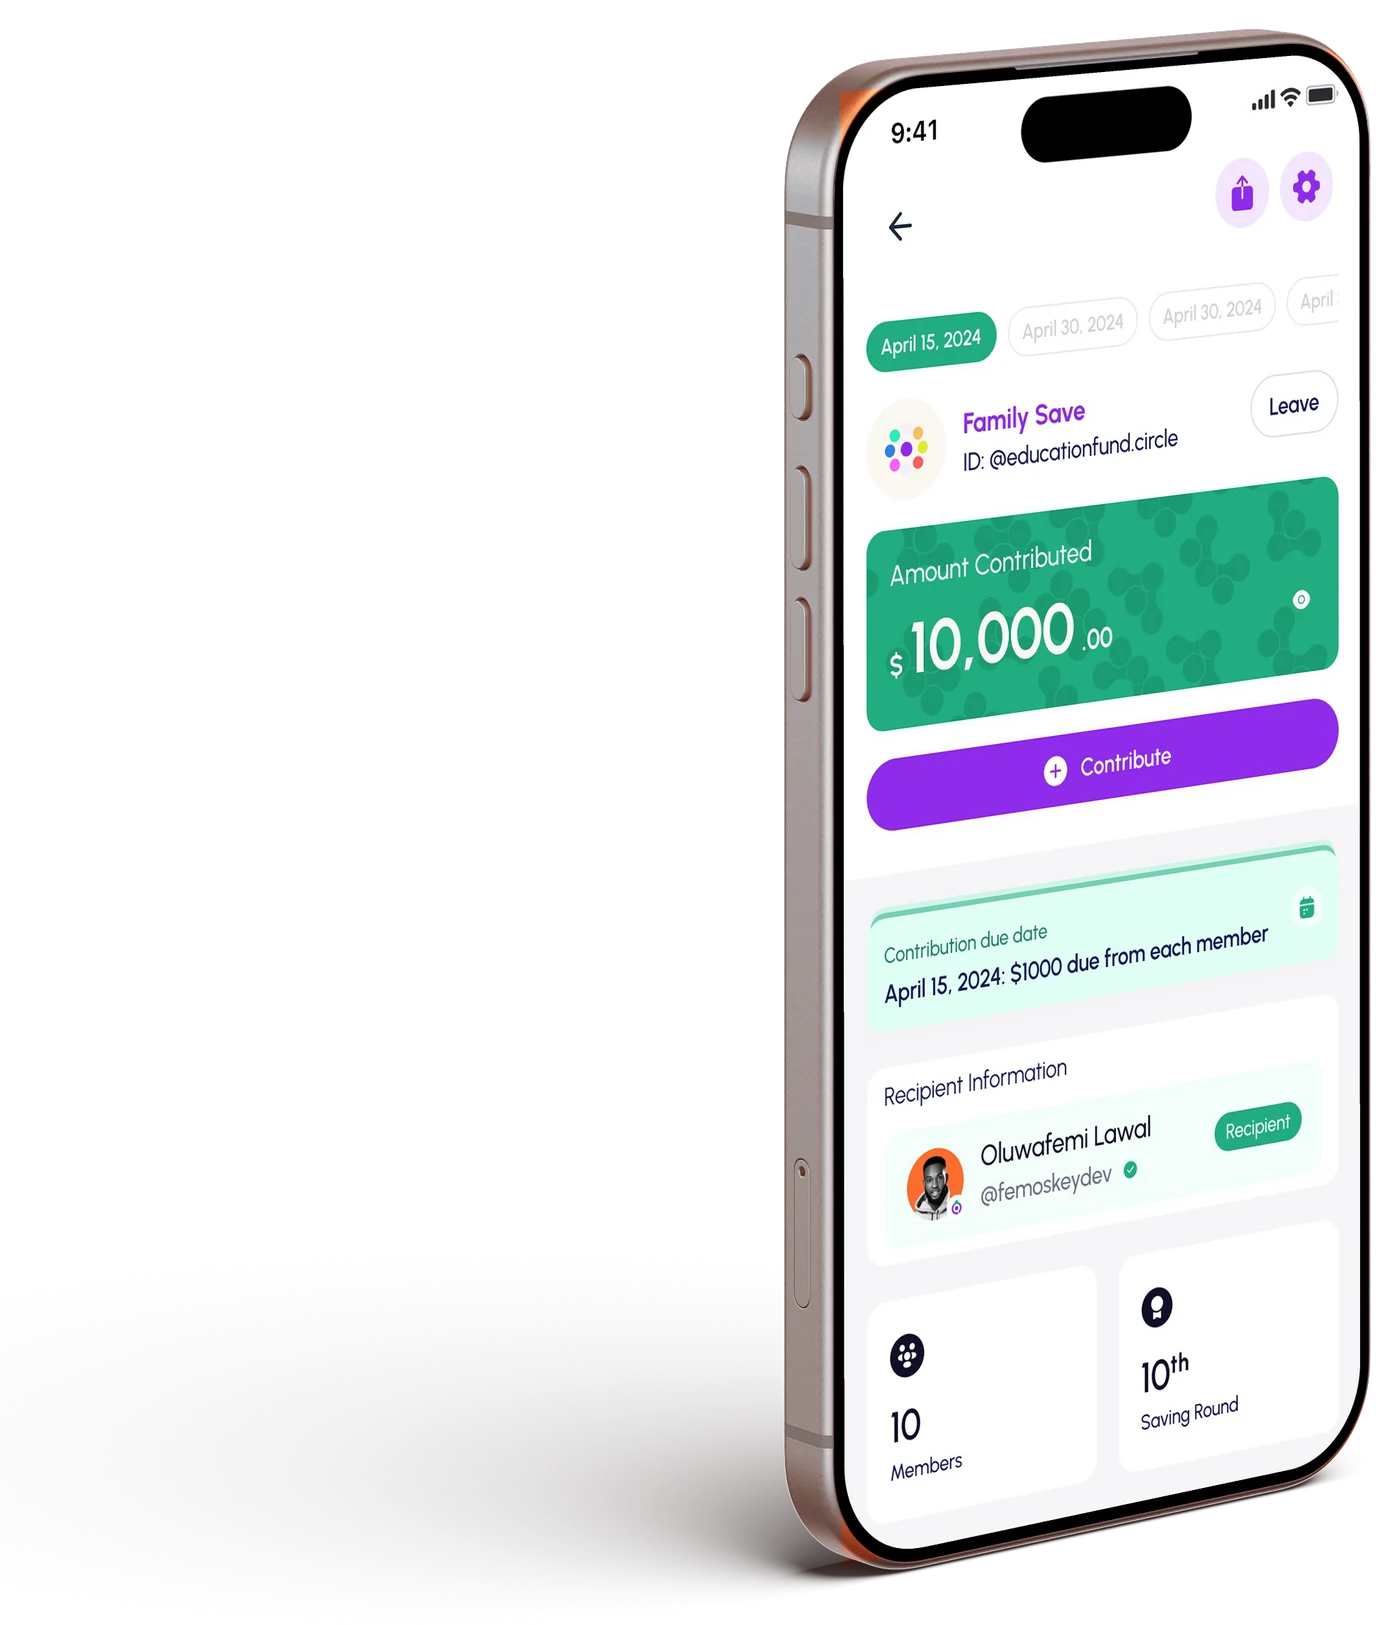 9:41
April 15, 2024
April 30, 2024
April 30, 2024
April
Family Save
ID: @educationfund.circle
Leave
Amount Contributed
$10,000.00
Contribute
Contribution due date
April 15, 2024: $1000 due from each member
Recipient Information
Oluwafemi Lawal
@femoskeydev
Recipient
10
Members
10th
Saving Round